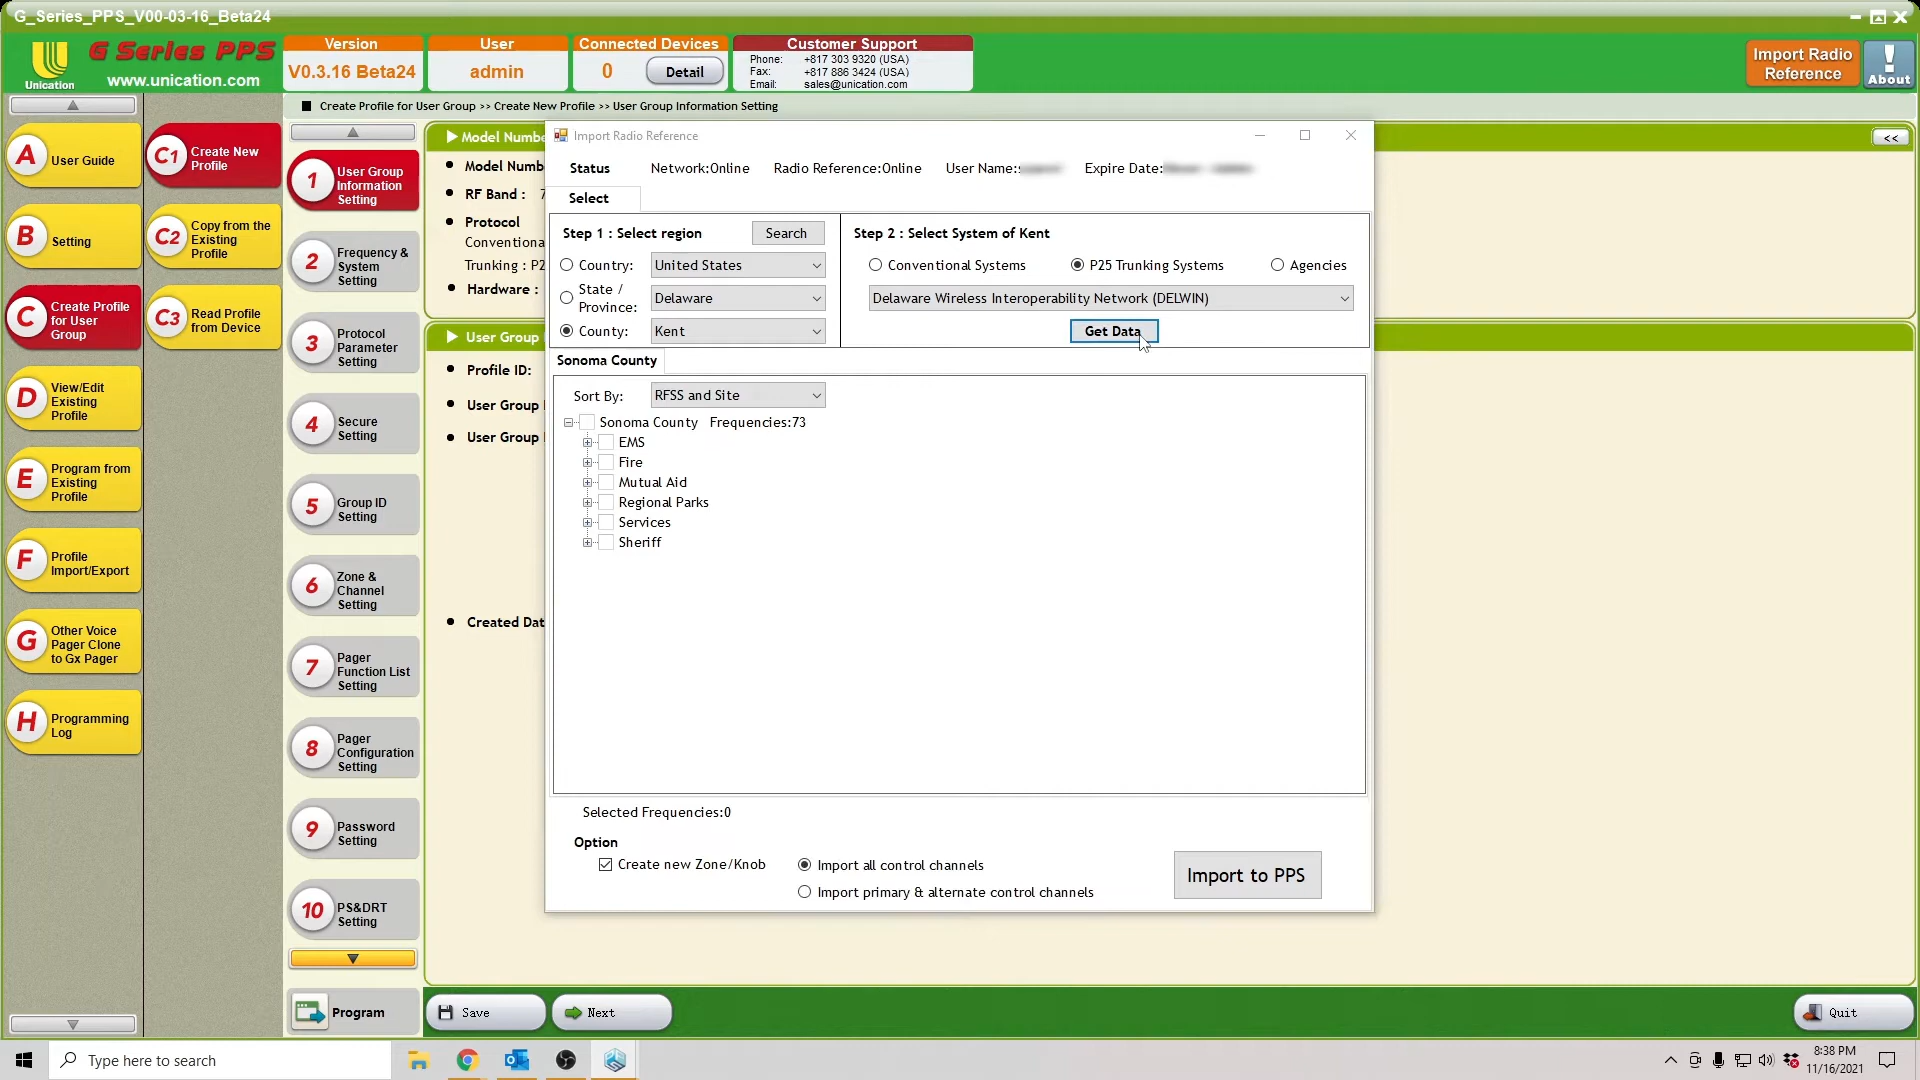 G_Series_PPS_V00-03-16_Beta24
Unication
G Series PPS
www.unication.com
Version
V0.3.16 Beta24
User
admin
Connected Devices
0
Detail
Customer Support
Phone: +817 303 9320 (USA)
Fax: +817 886 3424 (USA)
Email: sales@unication.com
Import Radio
Reference
!
About
Create Profile for User Group >> Create New Profile >> User Group Information Setting
A
User Guide
B
Setting
C
Create Profile
for User
Group
D
View/Edit
Existing
Profile
E
Program from
Existing
Profile
F
Profile
Import/Export
G
Other Voice
Pager Clone
to Gx Pager
H
Programming
Log
C1
Create New
Profile
C2
Copy from the
Existing
Profile
C3
Read Profile
from Device
1
User Group
Information
Setting
2
Frequency &
System
Setting
3
Protocol
Parameter
Setting
4
Secure
Setting
5
Group ID
Setting
6
Zone &
Channel
Setting
7
Pager
Function List
Setting
8
Pager
Configuration
Setting
9
Password
Setting
10
PS&DRT
Setting
Program
Model Numbe
<<
Model Numb
RF Band : 7
Protocol
Conventiona
Trunking : P2
Hardware :
User Group
Profile ID:
User Group
User Group
Created Dat
Import Radio Reference
Status Network:Online Radio Reference:Online User Name: Expire Date:
Select
Step 1 : Select region Search
Country: United States
State /
Province: Delaware
County: Kent
Step 2 : Select System of Kent
Conventional Systems P25 Trunking Systems Agencies
Delaware Wireless Interoperability Network (DELWIN)
Get Data
Sonoma County
Sort By: RFSS and Site
Sonoma County Frequencies:73
EMS
Fire
Mutual Aid
Regional Parks
Services
Sheriff
Selected Frequencies:0
Option
Create new Zone/Knob Import all control channels
Import primary & alternate control channels
Import to PPS
Save
Next
Quit
Type here to search
8:38 PM
11/16/2021